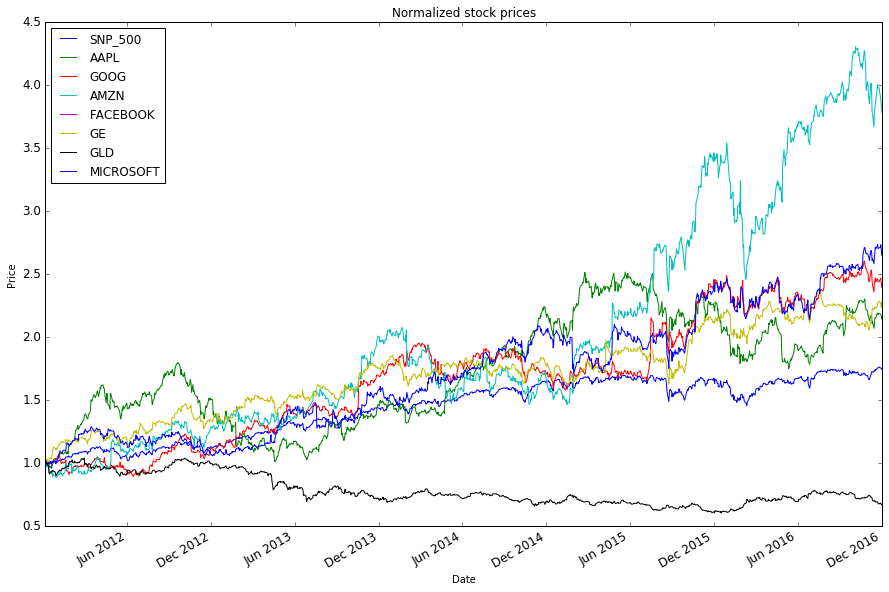 Normalized stock prices
4.5
4.0
3.5
3.0
2.5
2.0
1.5
1.0
0.5
Price
SNP_500
AAPL
GOOG
AMZN
FACEBOOK
GE
GLD
MICROSOFT
Jun 2012
Dec 2012
Jun 2013
Dec 2013
Jun 2014
Dec 2014
Jun 2015
Dec 2015
Jun 2016
Dec 2016
Date